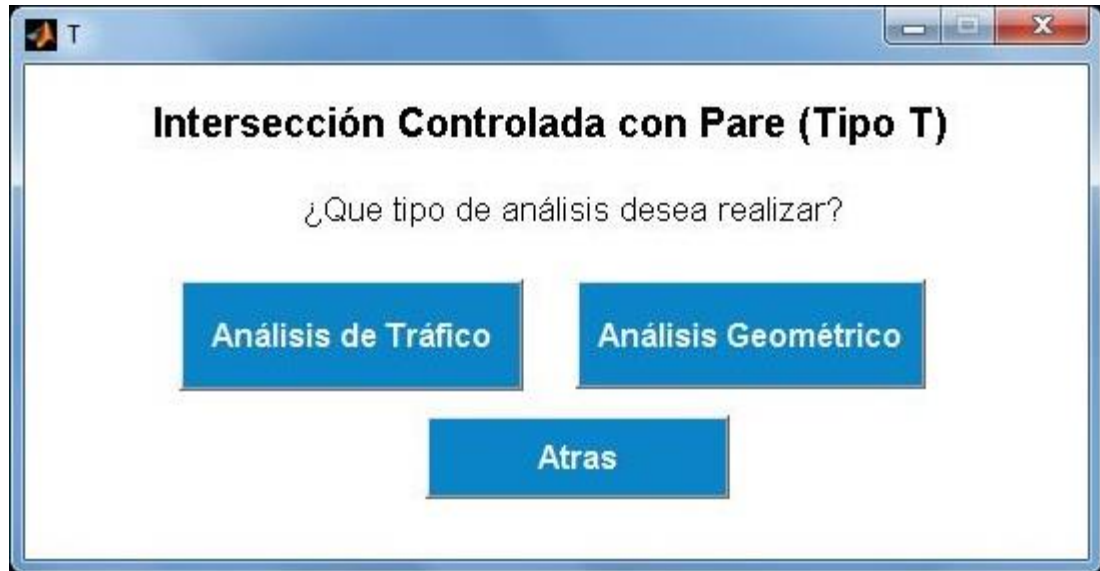 T
Intersección Controlada con Pare (Tipo T)
¿Que tipo de análisis desea realizar?
Análisis de Tráfico
Análisis Geométrico
Atras